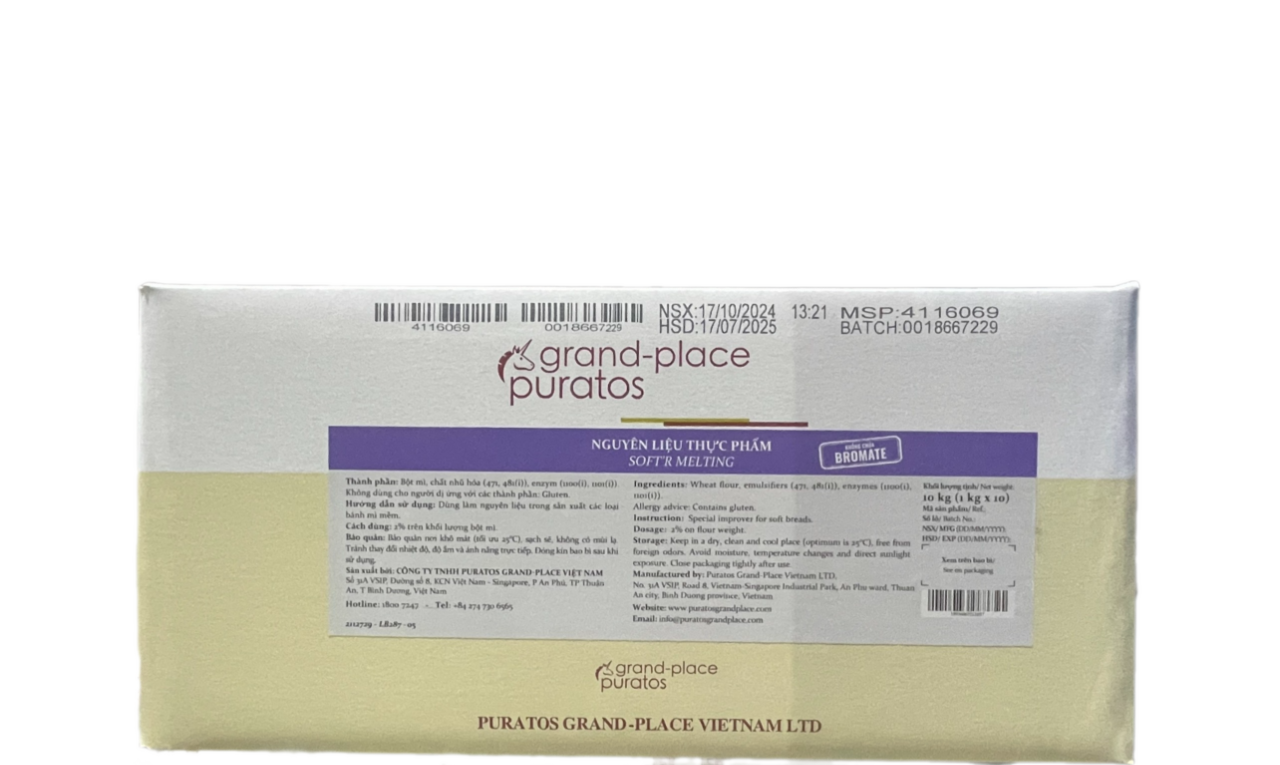 NSX:17/10/2024 13:21 MSP:4116069
HSD:17/07/2025 BATCH:0018667229
4116069 0018667229
grand-place
puratos
NGUYÊN LIỆU THỰC PHẨM
SOFT'R MELTING
KHÔNG CHỨA
BROMATE
Thành phần: Bột mì, chất nhũ hóa (471, 481(i)), enzym (1100(i), 1101(i)).
Không dùng cho người dị ứng với các thành phần: Gluten.
Hướng dẫn sử dụng: Dùng làm nguyên liệu trong sản xuất các loại
bánh mì mềm.
Cách dùng: 2% trên khối lượng bột mì.
Bảo quản: Bảo quản nơi khô mát (tối ưu 25°C), sạch sẽ, không có mùi lạ.
Tránh thay đổi nhiệt độ, độ ẩm và ánh nắng trực tiếp. Đóng kín bao bì sau khi
sử dụng.
Sản xuất bởi: CÔNG TY TNHH PURATOS GRAND-PLACE VIỆT NAM
Số 31A VSIP, Đường số 8, KCN Việt Nam - Singapore, P An Phú, TP Thuận
An, T Bình Dương, Việt Nam
Hotline: 1800 7247 - Tel: +84 274 730 6565
2112729 - LB287 - 05
Ingredients: Wheat flour, emulsifiers (471, 481(i)), enzymes (1100(i),
1101(i)).
Allergy advice: Contains gluten.
Instruction: Special improver for soft breads.
Dosage: 2% on flour weight.
Storage: Keep in a dry, clean and cool place (optimum is 25°C), free from
foreign odors. Avoid moisture, temperature changes and direct sunlight
exposure. Close packaging tightly after use.
Manufactured by: Puratos Grand-Place Vietnam LTD.
No. 31A VSIP, Road 8, Vietnam-Singapore Industrial Park, An Phu ward, Thuan
An city, Binh Duong province, Vietnam
Website: www.puratosgrandplace.com
Email: info@puratosgrandplace.com
Khối lượng tịnh/ Net weight:
10 kg (1 kg x 10)
Mã sản phẩm/ Ref.:
Số lô/ Batch No.:
NSX/ MFG (DD/MM/YYYY):
HSD/ EXP (DD/MM/YYYY):
Xem trên bao bì/
See on packaging
grand-place
puratos
PURATOS GRAND-PLACE VIETNAM LTD